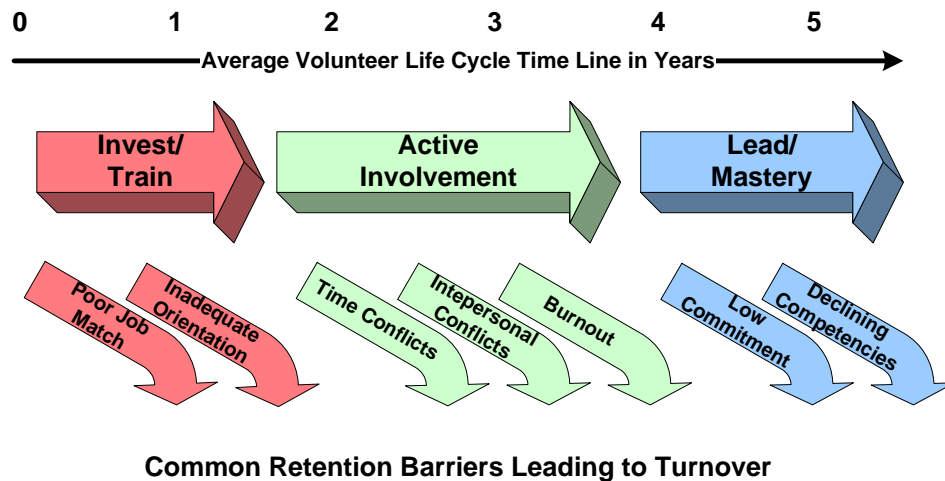 0 1 2 3 4 5
Average Volunteer Life Cycle Time Line in Years
Invest/
Train
Active
Involvement
Lead/
Mastery
Poor Job
Match
Inadequate
Orientation
Time Conflicts
Intepersonal
Conflicts
Burnout
Low
Commitment
Declining
Competencies
Common Retention Barriers Leading to Turnover